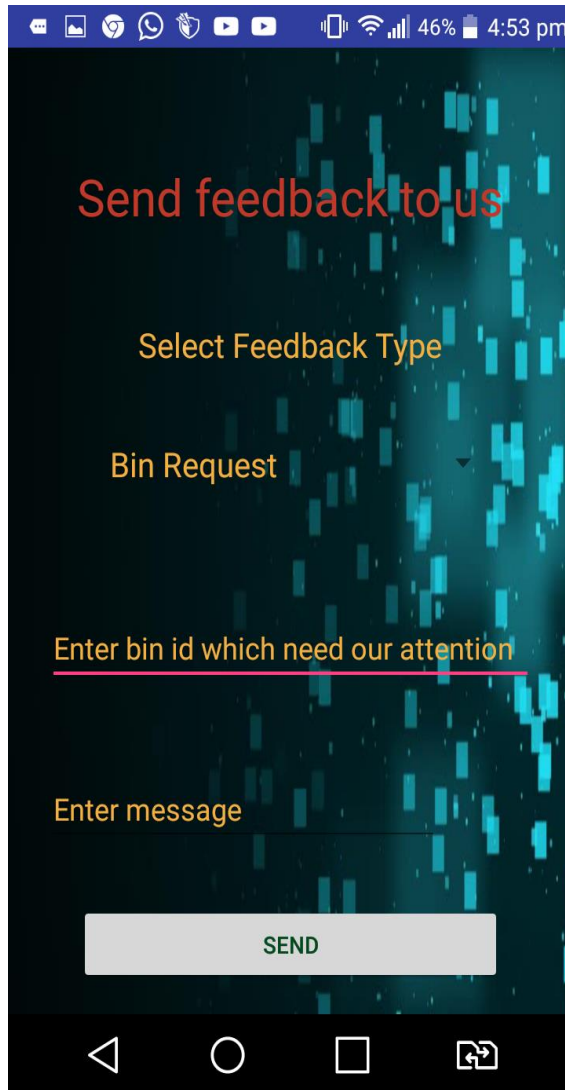 46% 4:53 pm
Send feedback to us
Select Feedback Type
Bin Request
Enter bin id which need our attention
Enter message
SEND